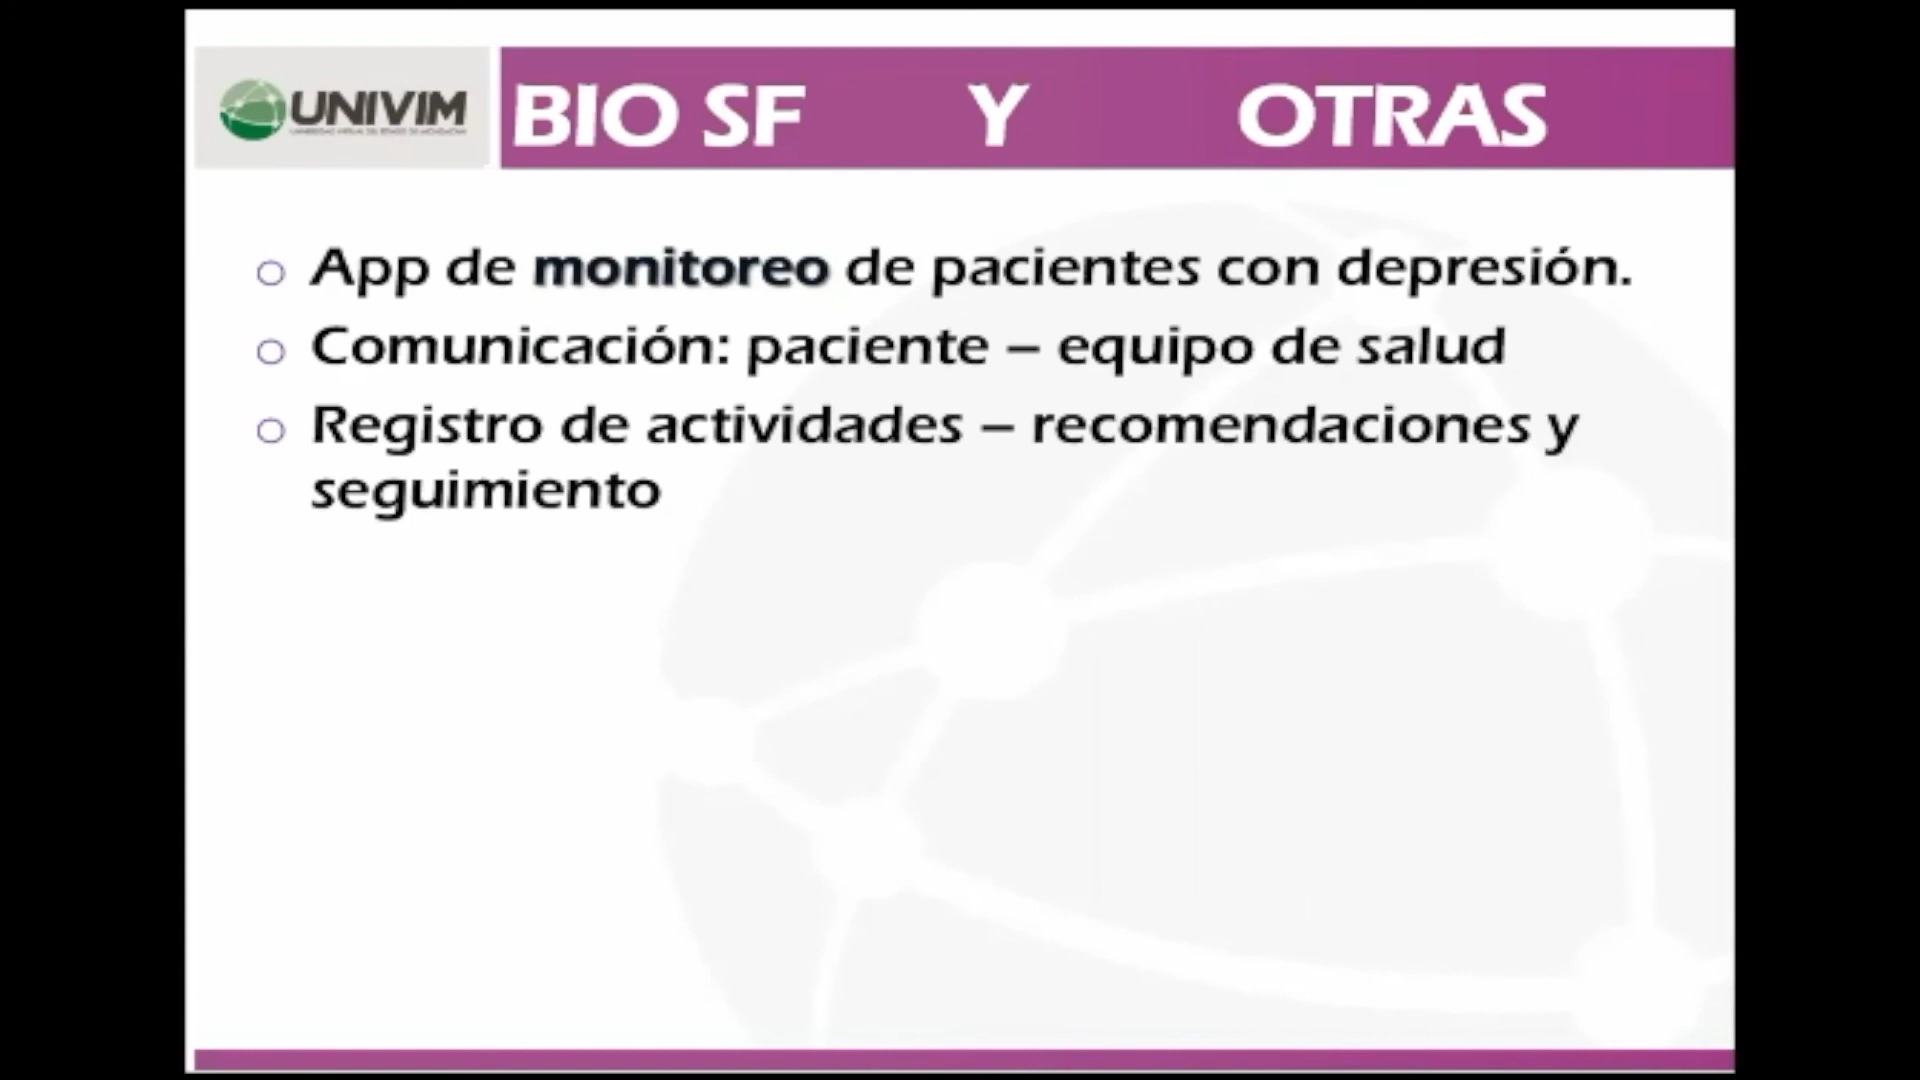 UNIVIM
BIO SF Y OTRAS
App de monitoreo de pacientes con depresión.
Comunicación: paciente – equipo de salud
Registro de actividades – recomendaciones y
seguimiento